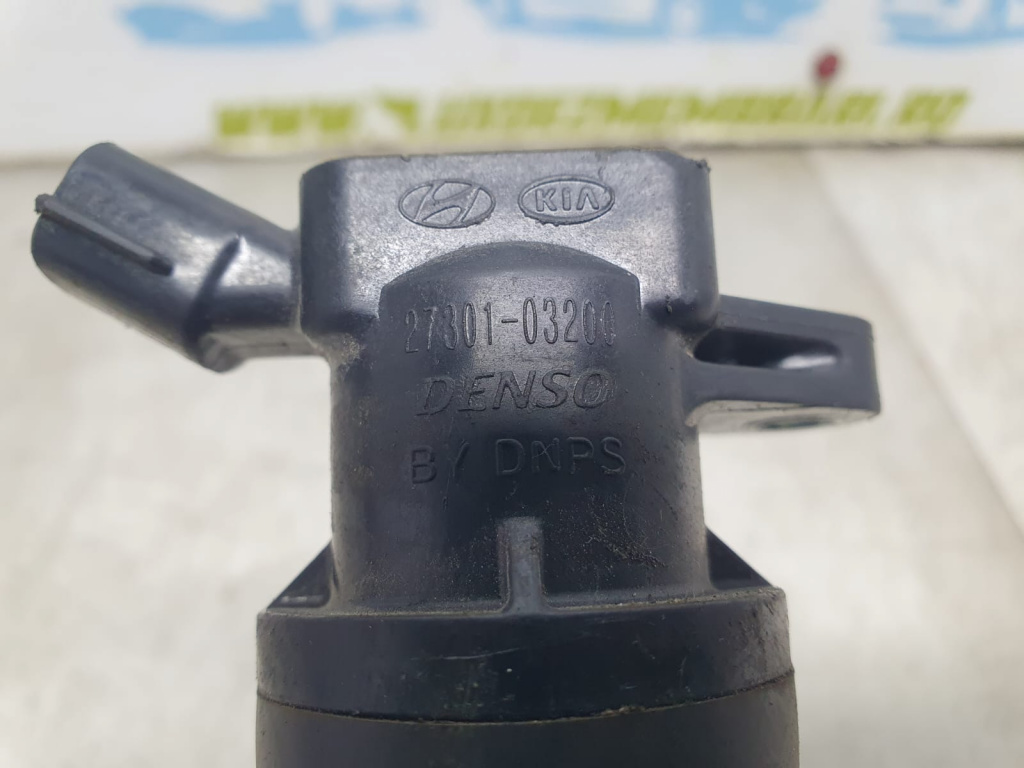 KIA
27301-03200
DENSO
BY DNPS